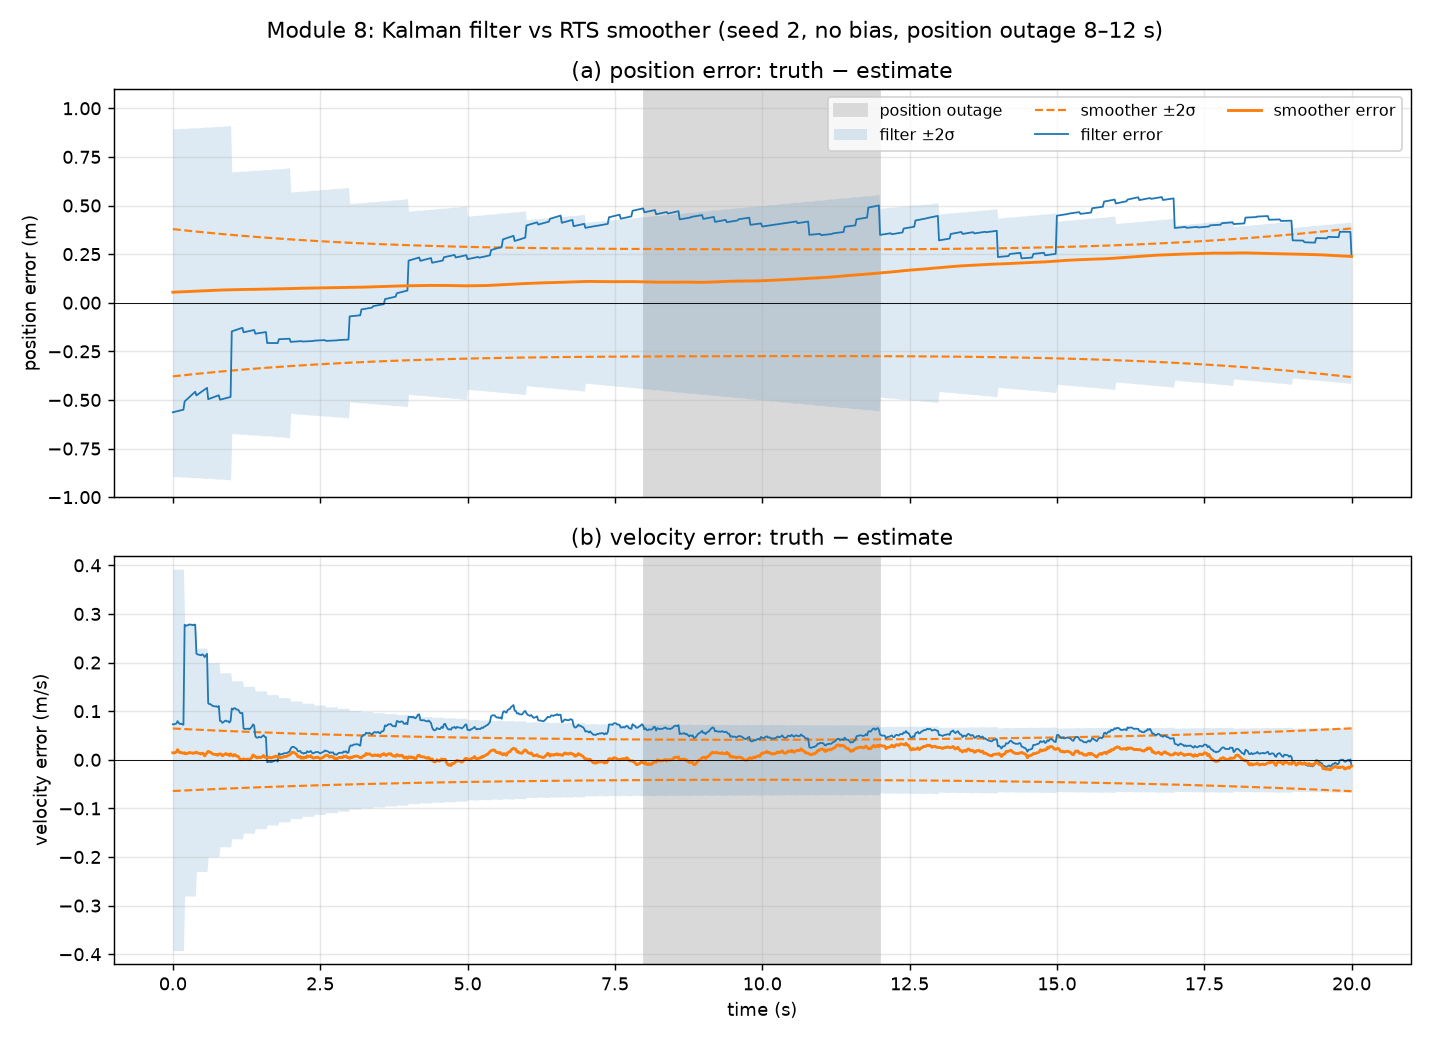 Module 8: Kalman filter vs RTS smoother (seed 2, no bias, position outage 8–12 s)
(a) position error: truth − estimate
position error (m)
1.00
0.75
0.50
0.25
0.00
−0.25
−0.50
−0.75
−1.00
position outage
filter ±2σ
smoother ±2σ
filter error
smoother error
(b) velocity error: truth − estimate
velocity error (m/s)
0.4
0.3
0.2
0.1
0.0
−0.1
−0.2
−0.3
−0.4
0.0 2.5 5.0 7.5 10.0 12.5 15.0 17.5 20.0
time (s)